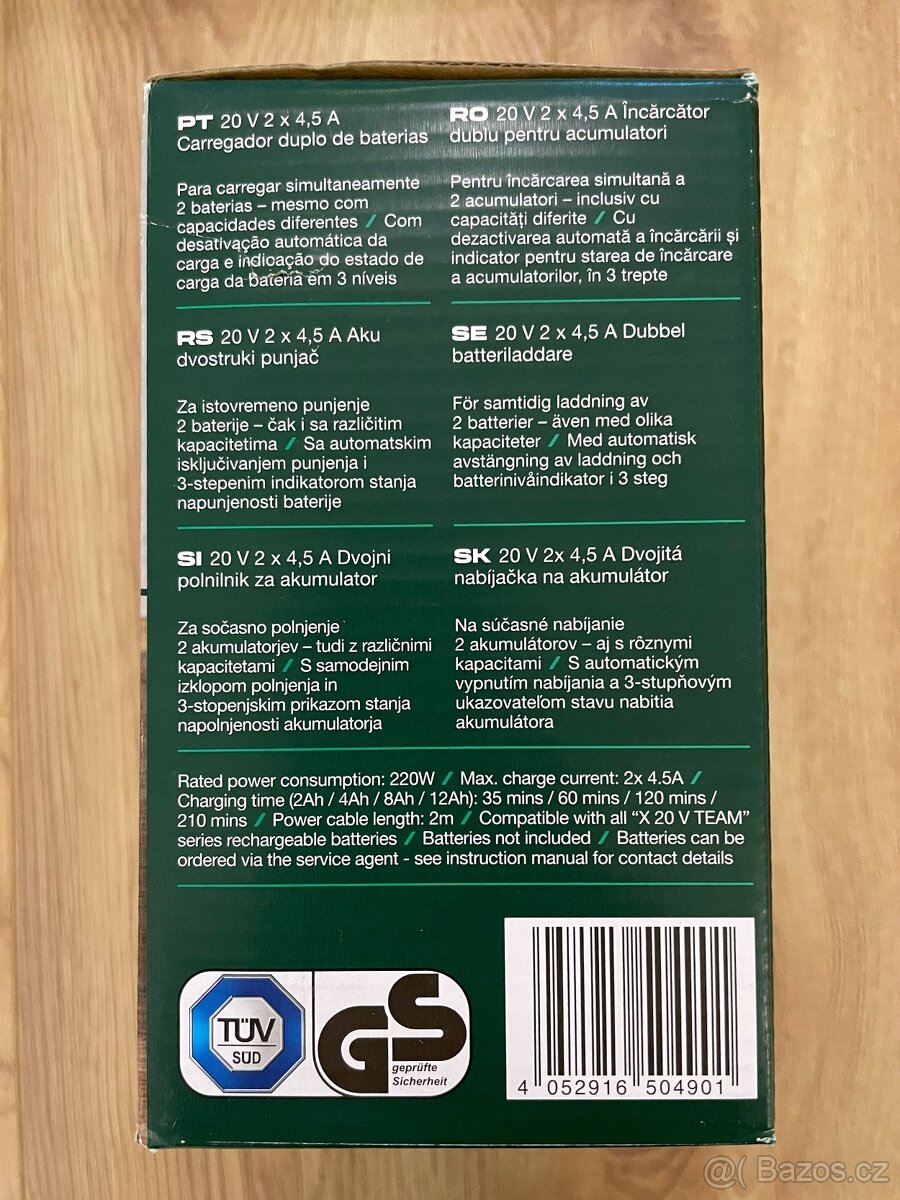 PT 20 V 2 x 4,5 A
Carregador duplo de baterias
Para carregar simultaneamente
2 baterias – mesmo com
capacidades diferentes / Com
desativação automática da
carga e indicação do estado de
carga da bateria em 3 níveis
RO 20 V 2 x 4,5 A Încărcător
dublu pentru acumulatori
Pentru încărcarea simultană a
2 acumulatori – inclusiv cu
capacități diferite / Cu
dezactivarea automată a încărcării și
indicator pentru starea de încărcare
a acumulatorilor, în 3 trepte
RS 20 V 2 x 4,5 A Aku
dvostruki punjač
Za istovremeno punjenje
2 baterije – čak i sa različitim
kapacitetima / Sa automatskim
isključivanjem punjenja i
3-stepenim indikatorom stanja
napunjenosti baterije
SE 20 V 2 x 4,5 A Dubbel
batteriladdare
För samtidig laddning av
2 batterier – även med olika
kapaciteter / Med automatisk
avstängning av laddning och
batterinivåindikator i 3 steg
SI 20 V 2 x 4,5 A Dvojni
polnilnik za akumulator
Za sočasno polnjenje
2 akumulatorjev – tudi z različnimi
kapacitetami / S samodejnim
izklopom polnjenja in
3-stopenjskim prikazom stanja
napolnjenosti akumulatorja
SK 20 V 2x 4,5 A Dvojitá
nabíjačka na akumulátor
Na súčasné nabíjanie
2 akumulátorov – aj s rôznymi
kapacitami / S automatickým
vypnutím nabíjania a 3-stupňovým
ukazovateľom stavu nabitia
akumulátora
Rated power consumption: 220W / Max. charge current: 2x 4.5A /
Charging time (2Ah / 4Ah / 8Ah / 12Ah): 35 mins / 60 mins / 120 mins /
210 mins / Power cable length: 2m / Compatible with all “X 20 V TEAM”
series rechargeable batteries / Batteries not included / Batteries can be
ordered via the service agent - see instruction manual for contact details
TÜV
SÜD
GS
geprüfte
Sicherheit
4 052916 504901
@( Bazos.cz